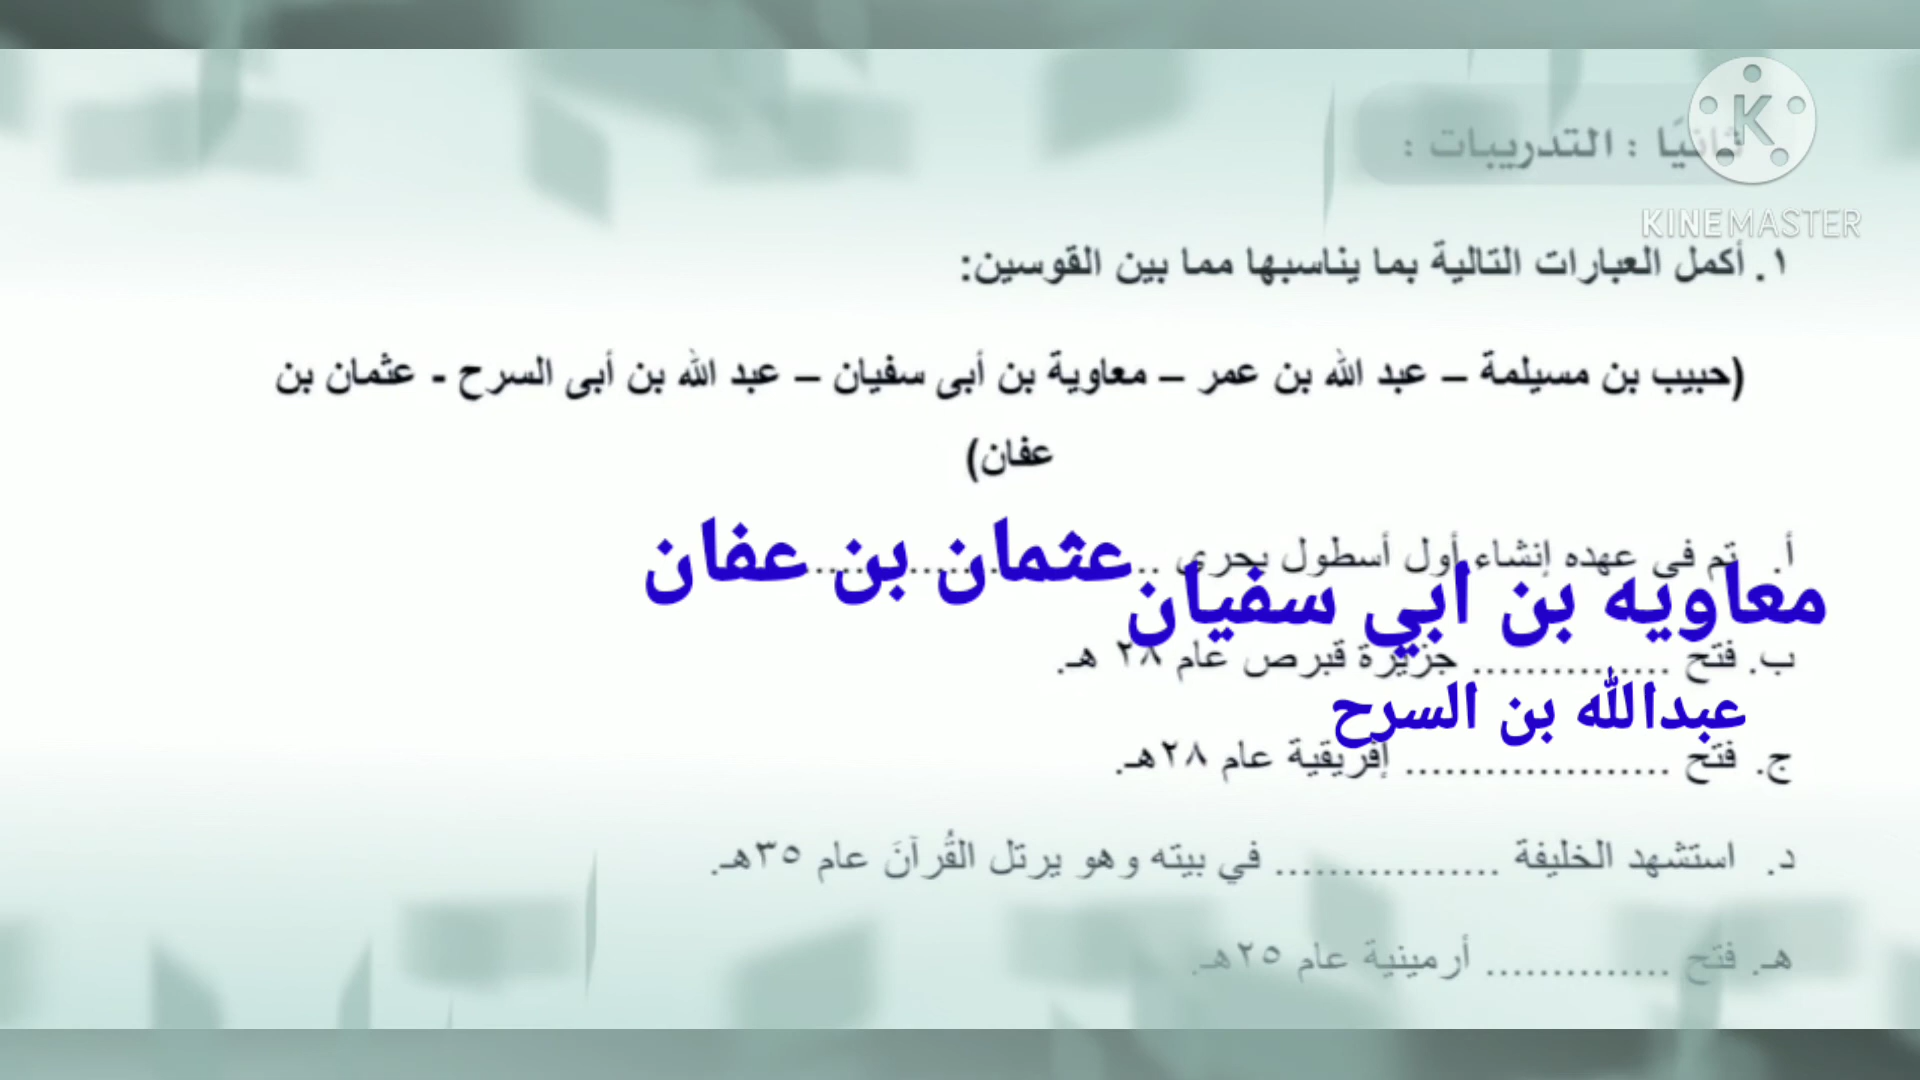 ثانيًا : التدريبات :
KINEMASTER
١. أكمل العبارات التالية بما يناسبها مما بين القوسين:
(حبيب بن مسيلمة – عبد الله بن عمر – معاوية بن أبى سفيان – عبد الله بن أبى السرح - عثمان بن
عفان)
أ. تم فى عهده إنشاء أول أسطول بحرى .................... عثمان بن عفان
معاويه بن ابي سفيان
ب. فتح ............... جزيرة قبرص عام ٢٨ هـ.
عبدالله بن السرح
ج. فتح .................... إفريقية عام ٢٨هـ.
د. استشهد الخليفة ................. في بيته وهو يرتل القُرآنَ عام ٣٥هـ.
هـ. فتح .............. أرمينية عام ٢٥هـ.